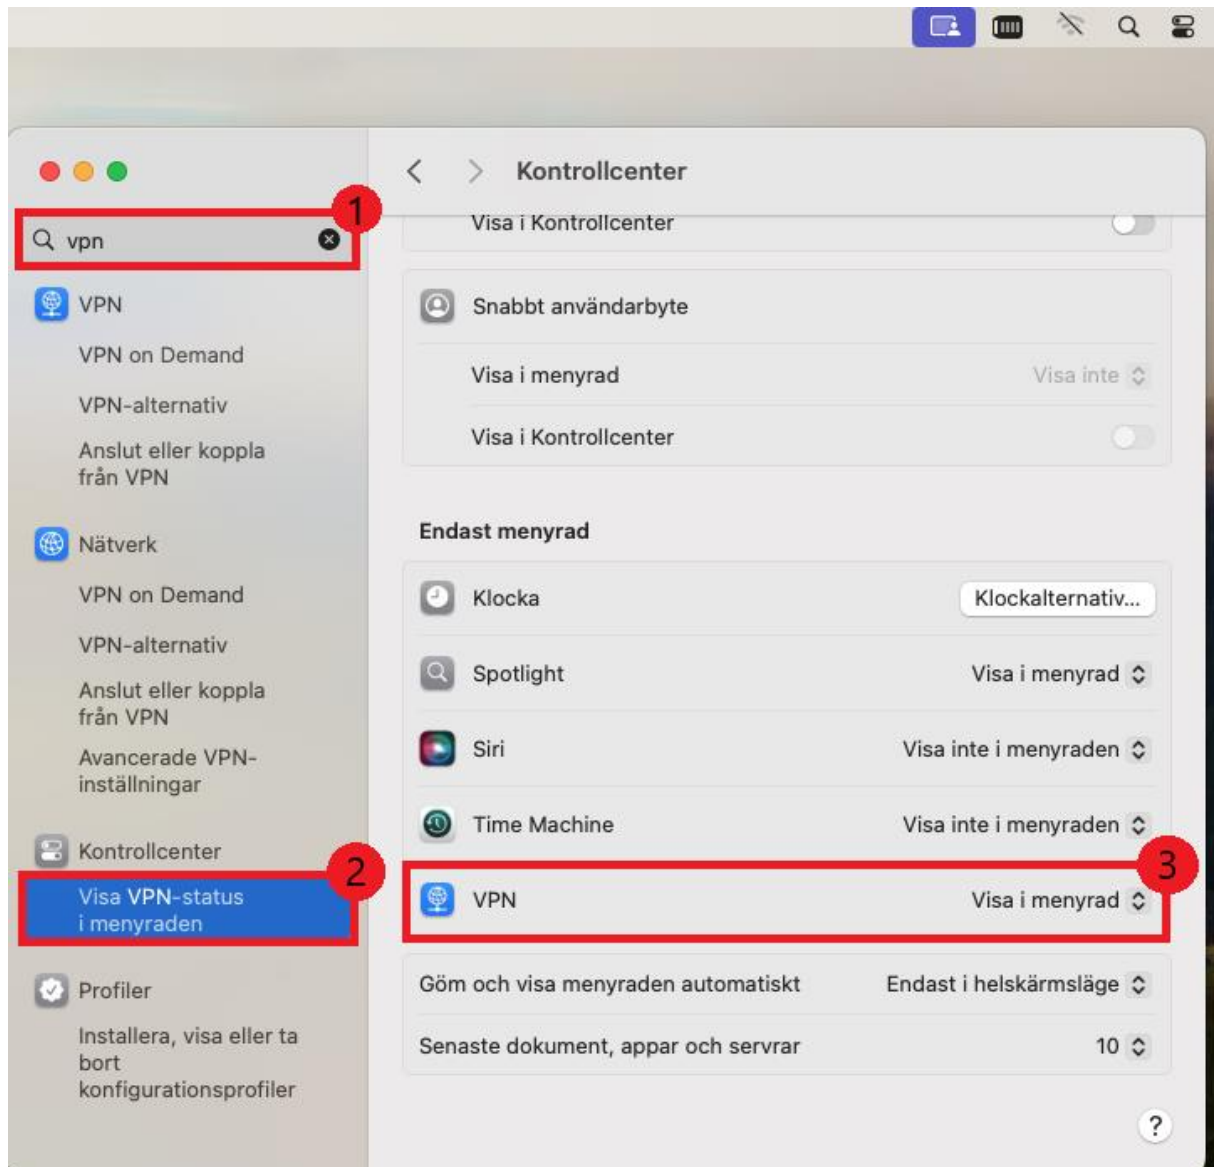 Kontrollcenter
1
vpn
VPN
VPN on Demand
VPN-alternativ
Anslut eller koppla
från VPN
Nätverk
VPN on Demand
VPN-alternativ
Anslut eller koppla
från VPN
Avancerade VPN-
inställningar
Kontrollcenter
2
Visa VPN-status
i menyraden
Profiler
Installera, visa eller ta
bort
konfigurationsprofiler
Visa i Kontrollcenter
Snabbt användarbyte
Visa i menyrad Visa inte
Visa i Kontrollcenter
Endast menyrad
Klocka Klockalternativ...
Spotlight Visa i menyrad
Siri Visa inte i menyraden
Time Machine Visa inte i menyraden
3
VPN Visa i menyrad
Göm och visa menyraden automatiskt Endast i helskärmsläge
Senaste dokument, appar och servrar 10
?